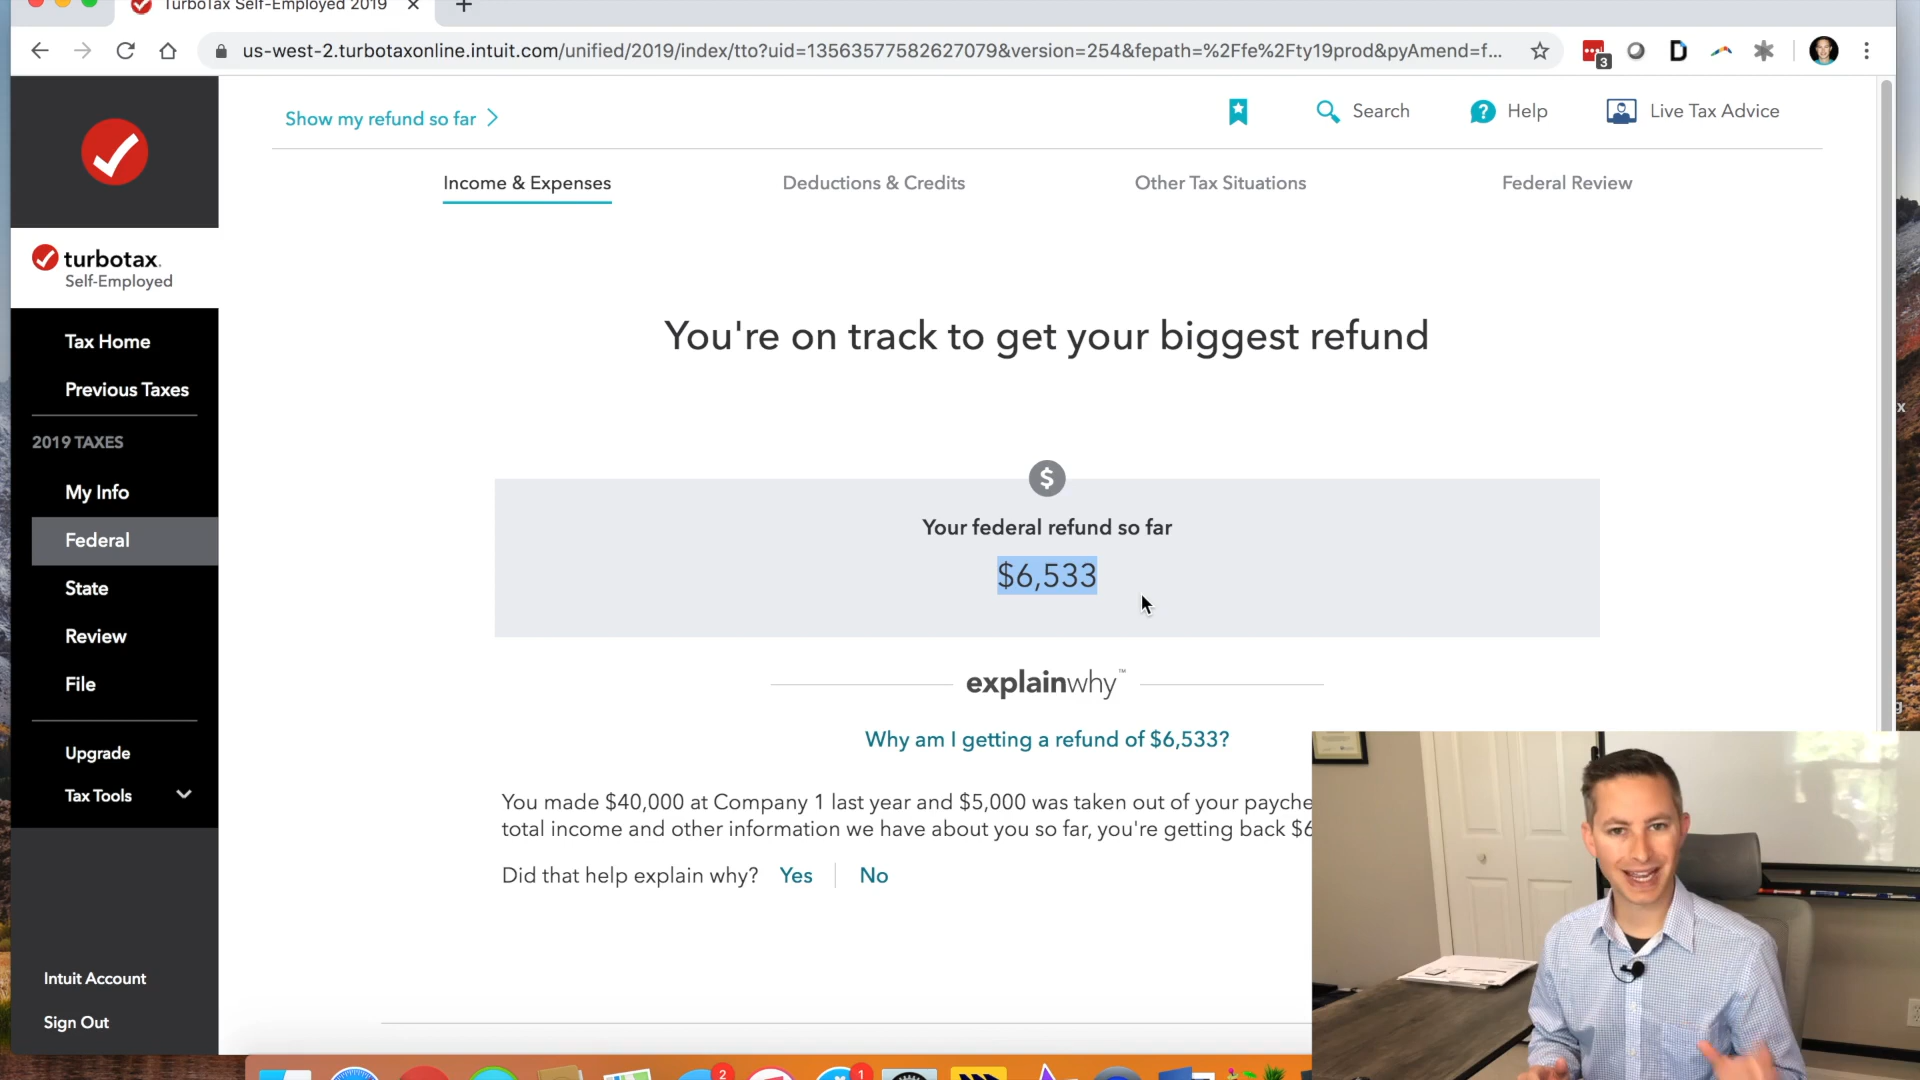 TurboTax Self-Employed 2019
us-west-2.turbotaxonline.intuit.com/unified/2019/index/tto?uid=13563577582627079&version=254&fepath=%2Ffe%2Fty19prod&pyAmend=f...
3
D
Show my refund so far
Search
Help
Live Tax Advice
Income & Expenses
Deductions & Credits
Other Tax Situations
Federal Review
turbotax.
Self-Employed
Tax Home
Previous Taxes
2019 TAXES
My Info
Federal
State
Review
File
Upgrade
Tax Tools
Intuit Account
Sign Out
You're on track to get your biggest refund
$
Your federal refund so far
$6,533
explainwhy™
Why am I getting a refund of $6,533?
You made $40,000 at Company 1 last year and $5,000 was taken out of your payche
total income and other information we have about you so far, you're getting back $6
Did that help explain why? Yes No
2
1